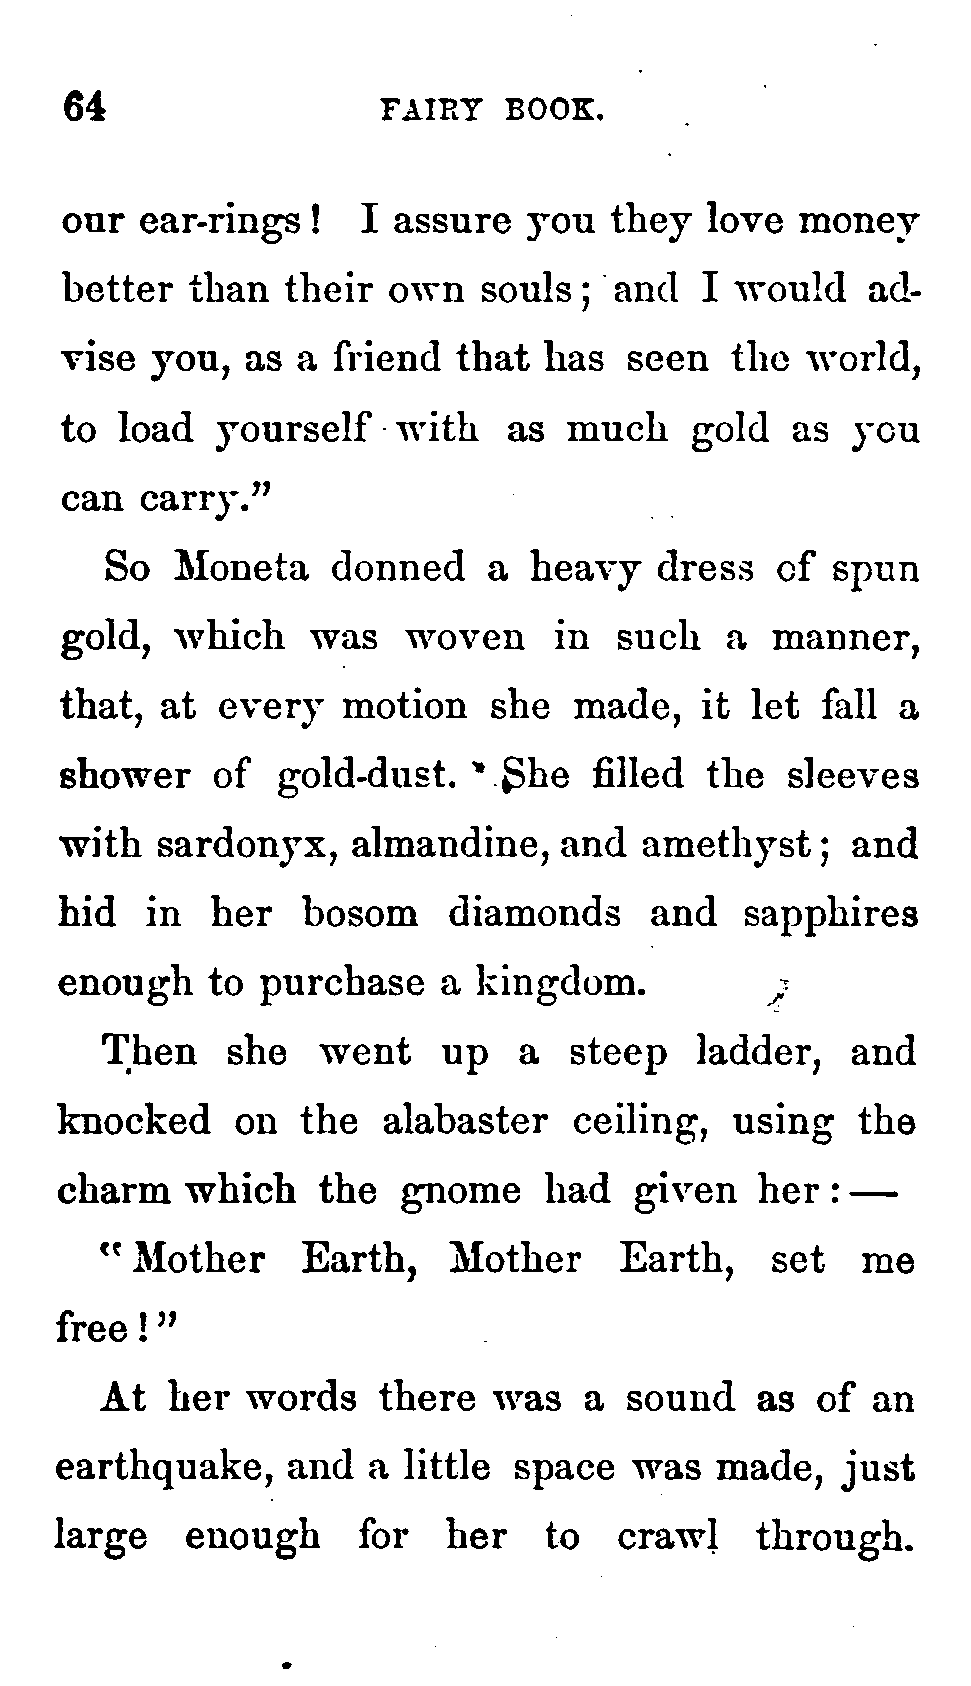 64 FAIRY BOOK.
our ear-rings! I assure you they love money
better than their own souls; and I would ad-
vise you, as a friend that has seen the world,
to load yourself with as much gold as you
can carry."
So Moneta donned a heavy dress of spun
gold, which was woven in such a manner,
that, at every motion she made, it let fall a
shower of gold-dust. She filled the sleeves
with sardonyx, almandine, and amethyst; and
hid in her bosom diamonds and sapphires
enough to purchase a kingdom.
Then she went up a steep ladder, and
knocked on the alabaster ceiling, using the
charm which the gnome had given her:—
"Mother Earth, Mother Earth, set me
free!"
At her words there was a sound as of an
earthquake, and a little space was made, just
large enough for her to crawl through.